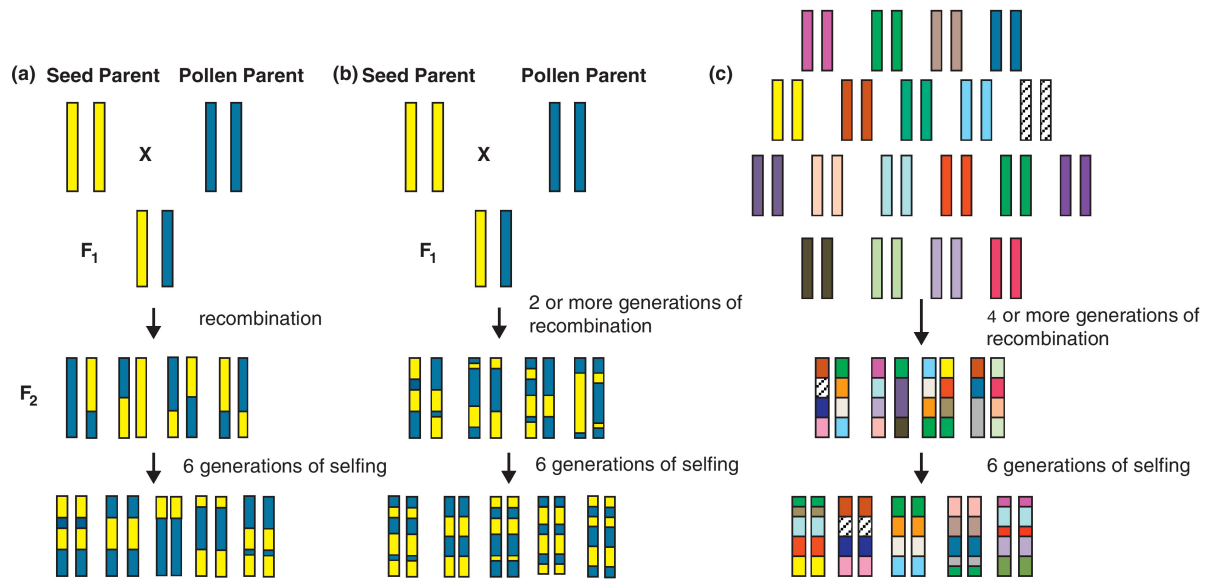 (a) Seed Parent Pollen Parent
X
F1
recombination
F2
6 generations of selfing
(b) Seed Parent Pollen Parent
X
F1
2 or more generations of
recombination
6 generations of selfing
(c)
4 or more generations of
recombination
6 generations of selfing